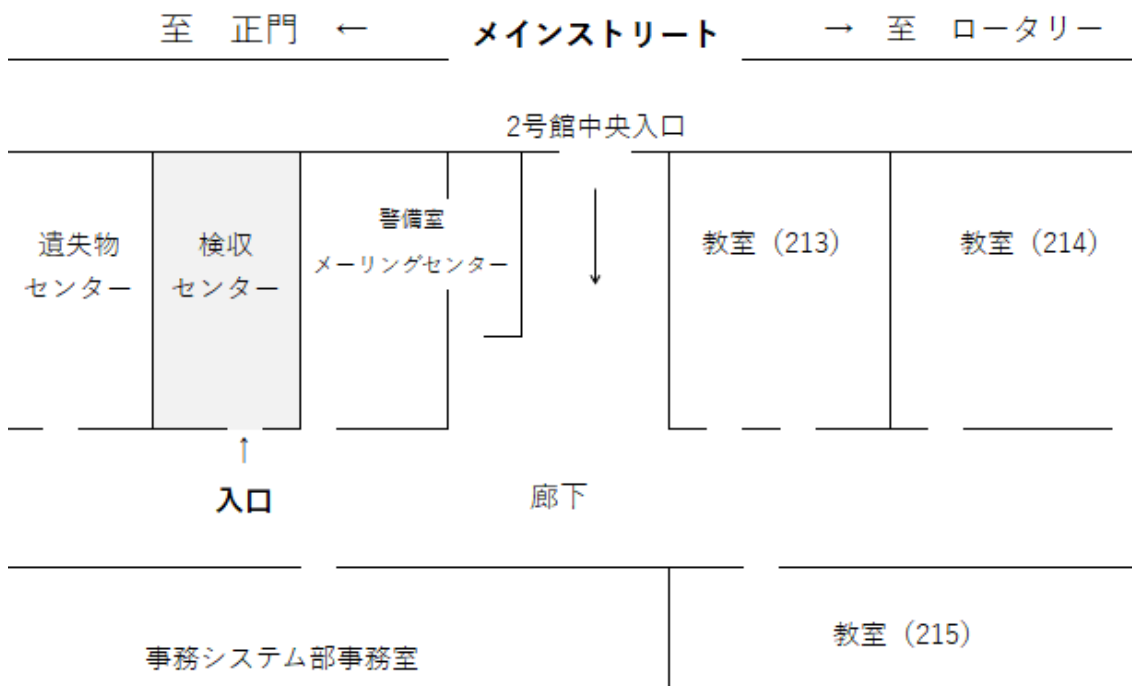 至 正門 ← メインストリート → 至 ロータリー
2号館中央入口
遺失物
センター
検収
センター
警備室
メーリングセンター
↓
教室（213）
教室（214）
↑
入口
廊下
事務システム部事務室
教室（215）